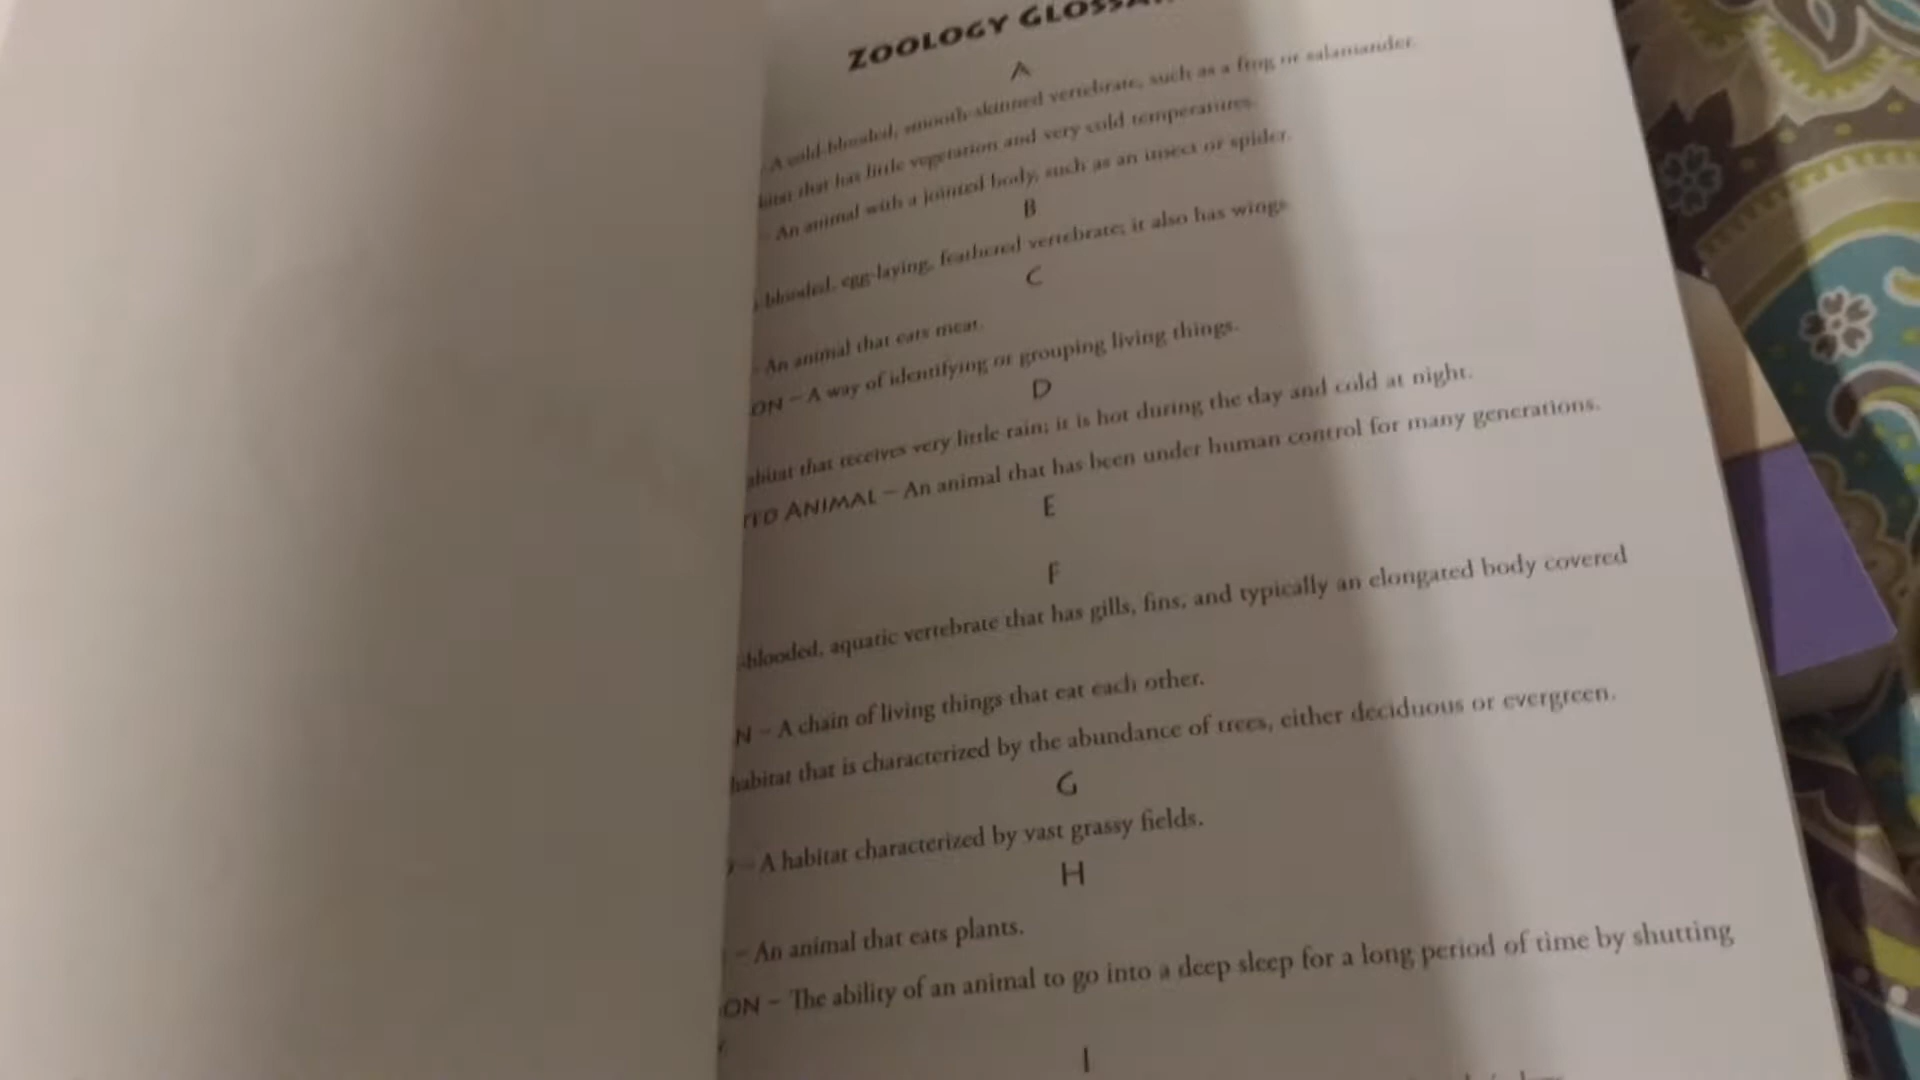 ZOOLOGY
A
A cold-blooded, smooth-skinned vertebrate, such as a frog or salamander.
that has little vegetation and very cold temperatures.
– An animal with a jointed body, such as an insect or spider.
B
-blooded, egg-laying, feathered vertebrate; it also has wings.
C
– An animal that eats meat.
ON – A way of identifying or grouping living things.
D
that receives very little rain; it is hot during the day and cold at night.
TED ANIMAL – An animal that has been under human control for many generations.
E
F
-blooded, aquatic vertebrate that has gills, fins, and typically an elongated body covered
N – A chain of living things that eat each other.
habitat that is characterized by the abundance of trees, either deciduous or evergreen.
G
– A habitat characterized by vast grassy fields.
H
– An animal that eats plants.
ON – The ability of an animal to go into a deep sleep for a long period of time by shutting
I